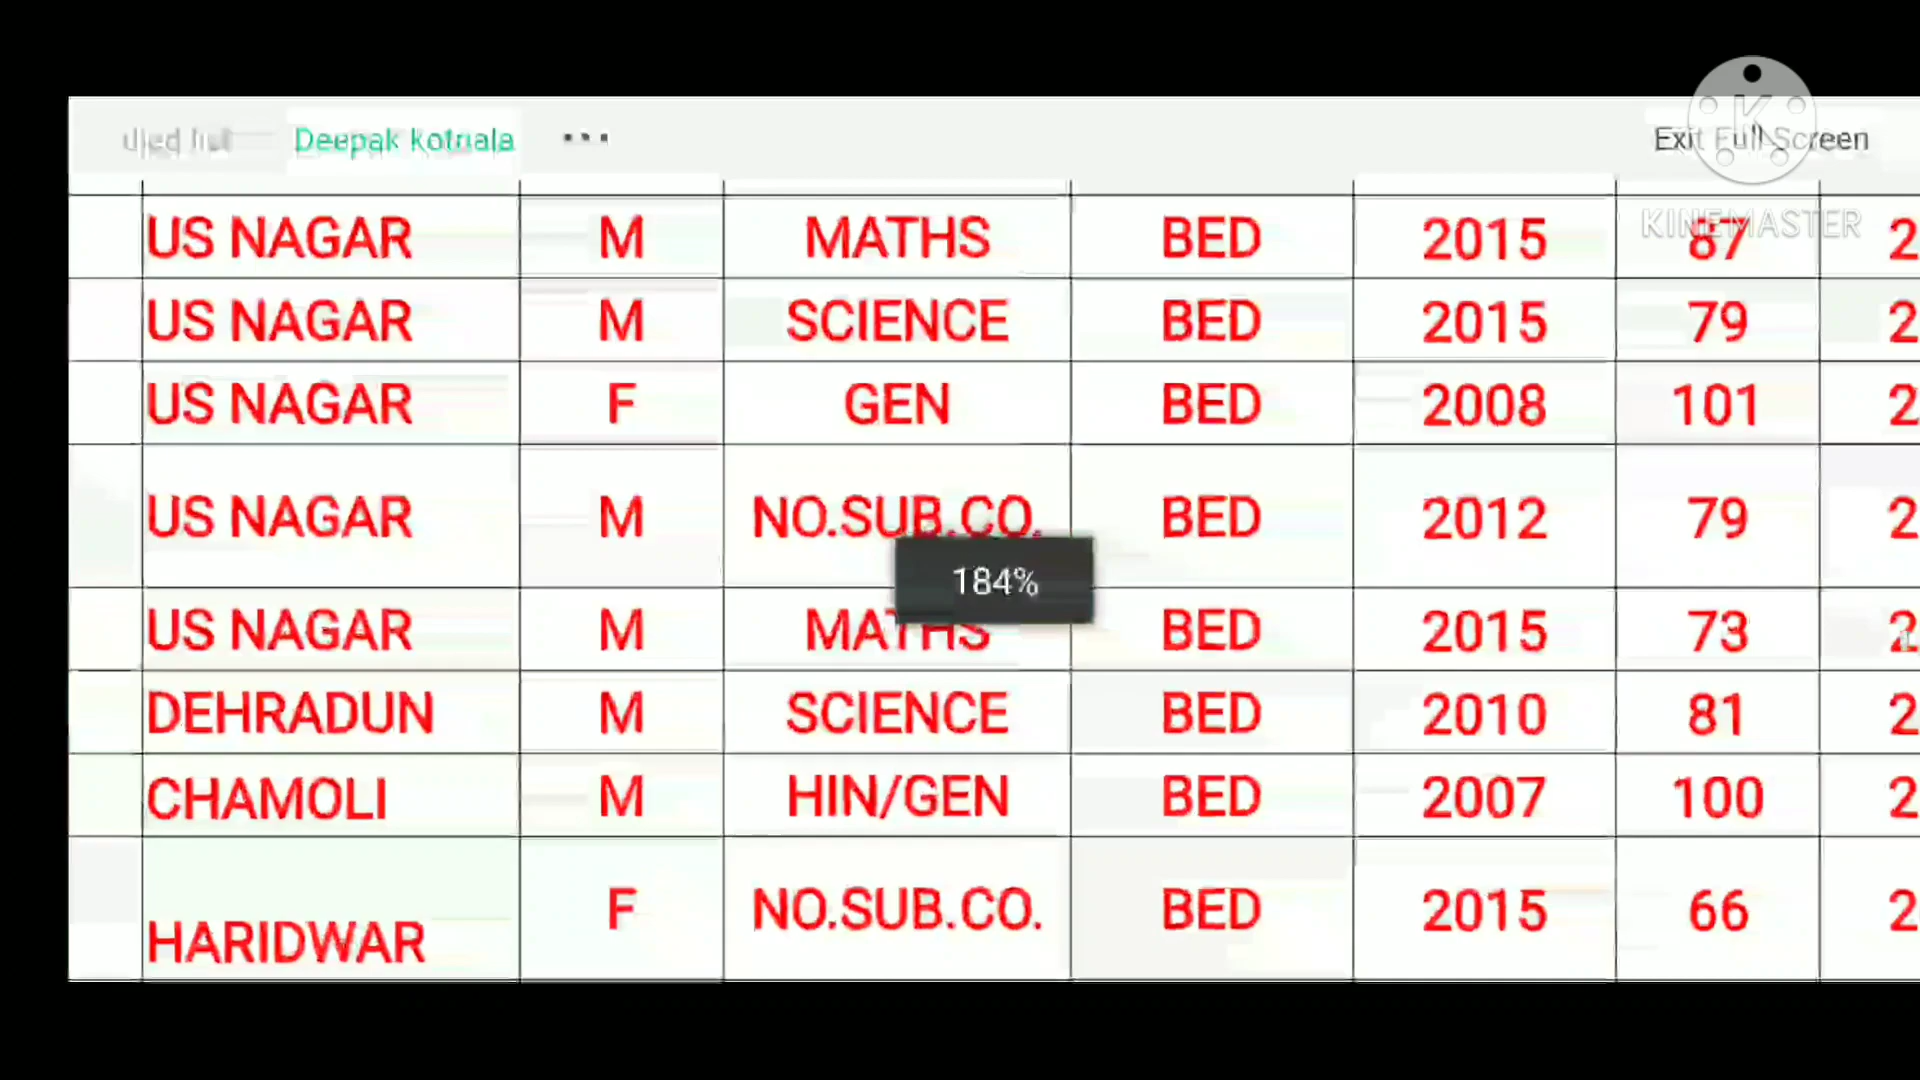 Deepak Kotnala ... Exit Full Screen
KINEMASTER
US NAGAR M MATHS BED 2015 87 2
US NAGAR M SCIENCE BED 2015 79 2
US NAGAR F GEN BED 2008 101 2
US NAGAR M NO.SUB.CO. BED 2012 79 2
184%
US NAGAR M MATHS BED 2015 73 2
DEHRADUN M SCIENCE BED 2010 81 2
CHAMOLI M HIN/GEN BED 2007 100 2
HARIDWAR F NO.SUB.CO. BED 2015 66 2